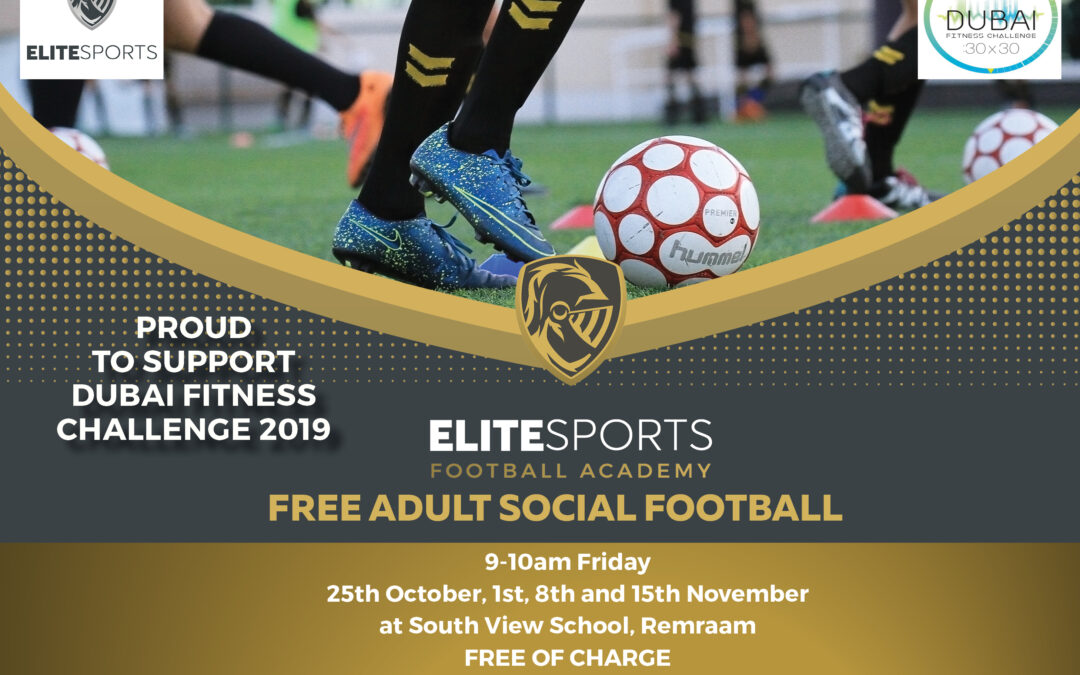 ELITESPORTS
DUBAI
FITNESS CHALLENGE
30x30
PREMIER
hummel
PROUD
TO SUPPORT
DUBAI FITNESS
CHALLENGE 2019
ELITESPORTS
FOOTBALL ACADEMY
FREE ADULT SOCIAL FOOTBALL
9-10am Friday
25th October, 1st, 8th and 15th November
at South View School, Remraam
FREE OF CHARGE